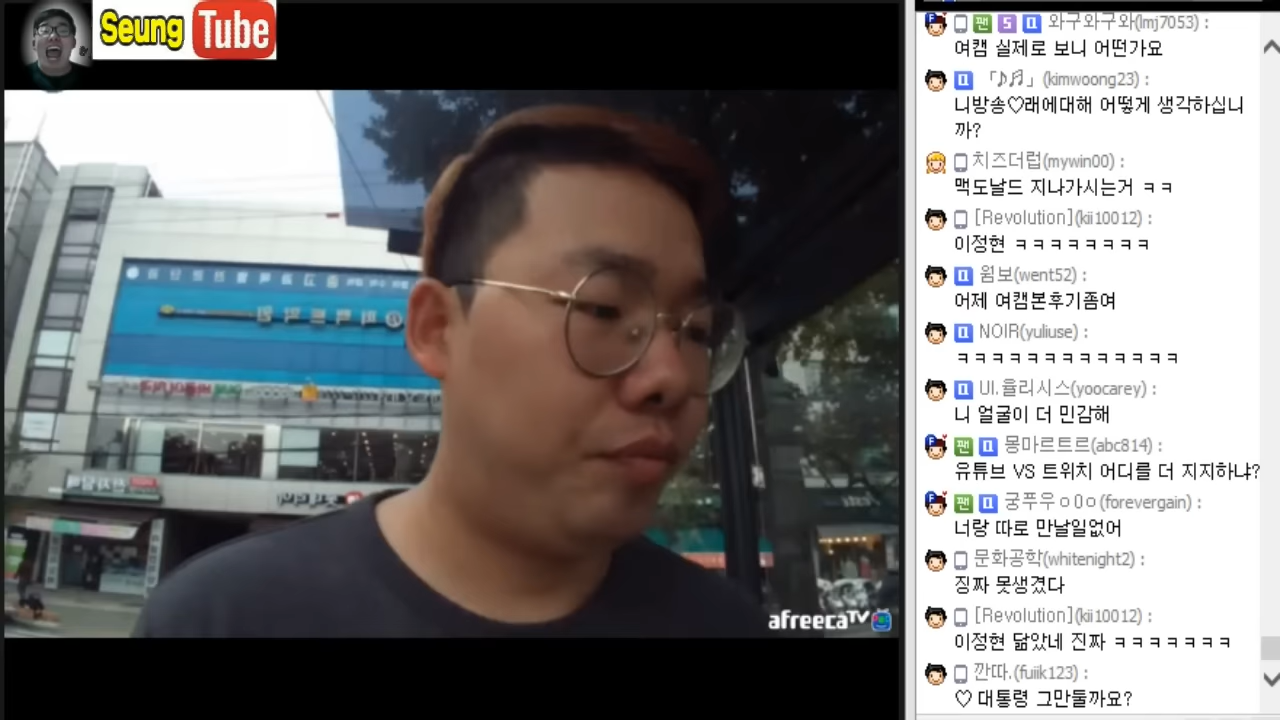 Seung Tube
afreecaTV
와구와구와(lmj7053) :
여캠 실제로 보니 어떤가요
「♪♬」(kimwoong23) :
니방송♡래에대해 어떻게 생각하십니
까?
치즈더럽(mywin00) :
맥도날드 지나가시는거 ㅋㅋ
[Revolution](kii10012) :
이정현 ㅋㅋㅋㅋㅋㅋㅋㅋ
웜보(went52) :
어제 여캠본후기좀여
NOIR(yuliuse) :
ㅋㅋㅋㅋㅋㅋㅋㅋㅋㅋㅋㅋㅋ
UI.율리시스(yoocarey) :
니 얼굴이 더 민감해
팬 몽마르트르(abc814) :
유튜브 VS 트위치 어디를 더 지지하냐?
팬 궁푸우ㅇ0ㅇ(forevergain) :
너랑 따로 만날일없어
문화공학(whitenight2) :
징짜 못생겼다
[Revolution](kii10012) :
이정현 닮았네 진짜 ㅋㅋㅋㅋㅋㅋㅋ
깐따.(fuiik123) :
♡ 대통령 그만둘까요?